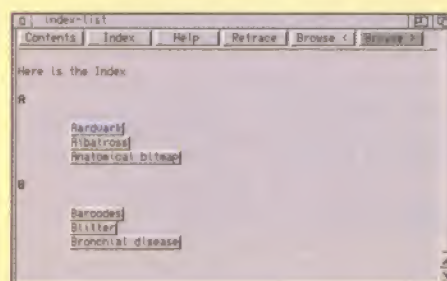 index-list
Contents Index Help Retrace Browse < Browse >
Here is the Index
A
Aardvark
Albatross
Anatomical bitmap
B
Barcodes
Blitter
Bronchial disease